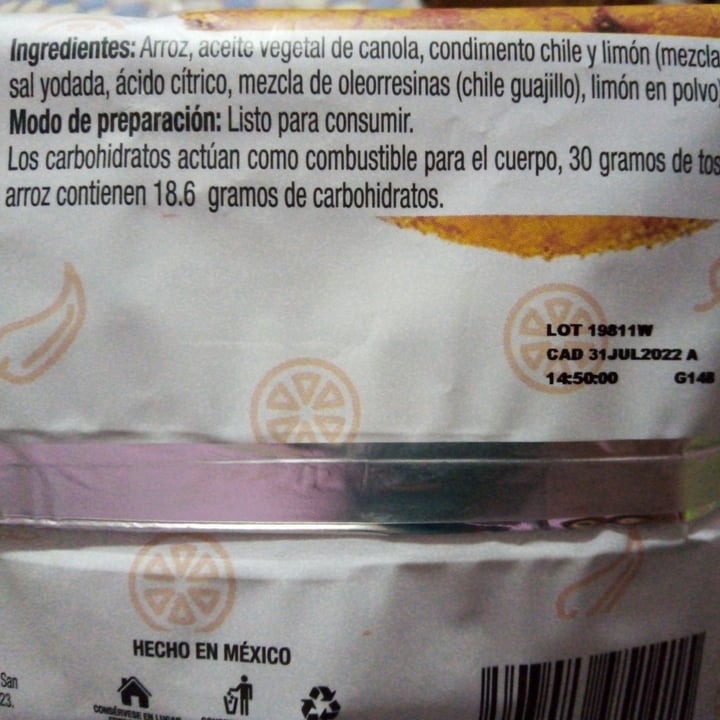 Ingredientes: Arroz, aceite vegetal de canola, condimento chile y limón (mezcla
sal yodada, ácido cítrico, mezcla de oleorresinas (chile guajillo), limón en polvo)
Modo de preparación: Listo para consumir.
Los carbohidratos actúan como combustible para el cuerpo, 30 gramos de tos
arroz contienen 18.6 gramos de carbohidratos.
LOT 19811W
CAD 31JUL2022 A
14:50:00 G148
HECHO EN MÉXICO
San
23.
CONSÉRVESE EN LUGAR